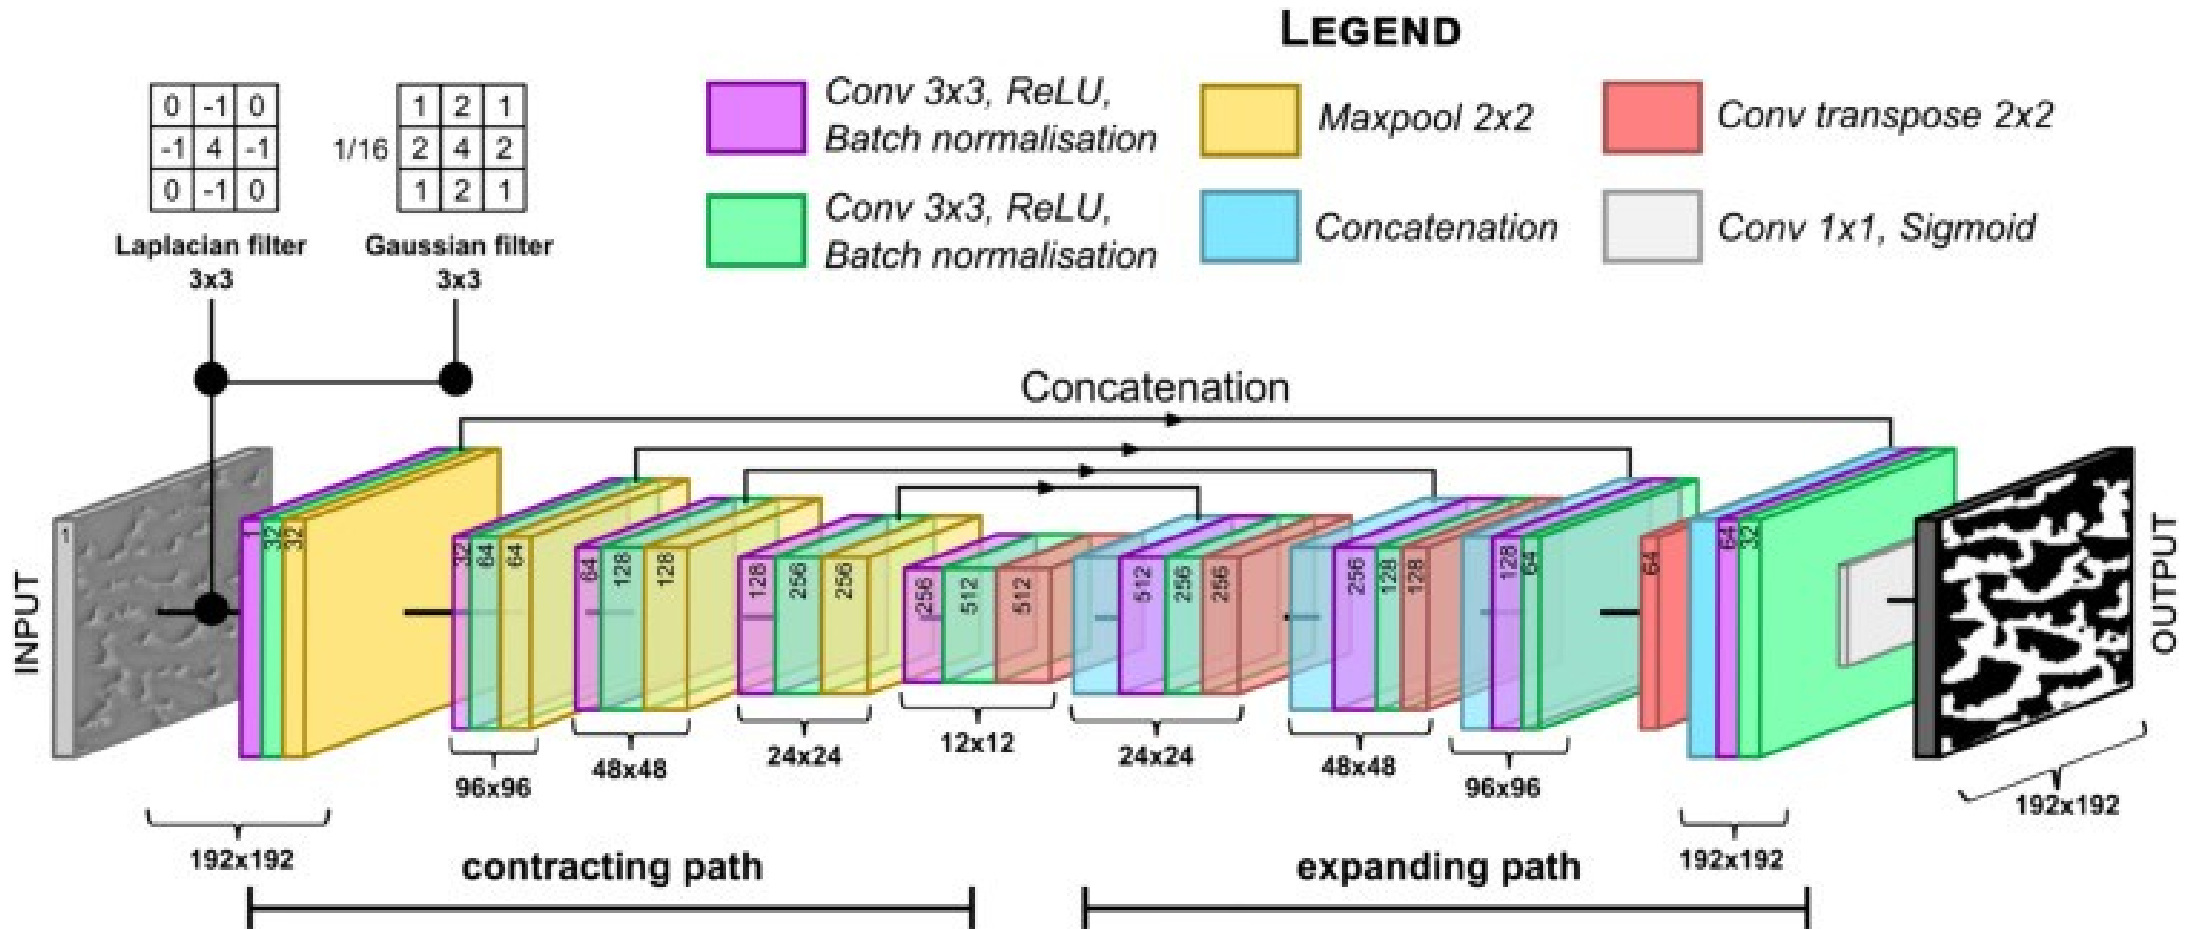 LEGEND
0 -1 0
-1 4 -1
0 -1 0
Laplacian filter
3x3
1 2 1
1/16 2 4 2
1 2 1
Gaussian filter
3x3
Conv 3x3, ReLU,
Batch normalisation
Conv 3x3, ReLU,
Batch normalisation
Maxpool 2x2
Concatenation
Conv transpose 2x2
Conv 1x1, Sigmoid
Concatenation
INPUT
1
1 32 32
32 64 64
64 128 128
128 256 256
256 512 512
512 256 256
256 128 128
128 64
64
64 32
OUTPUT
192x192
96x96
48x48
24x24
12x12
24x24
48x48
96x96
192x192
192x192
contracting path
expanding path